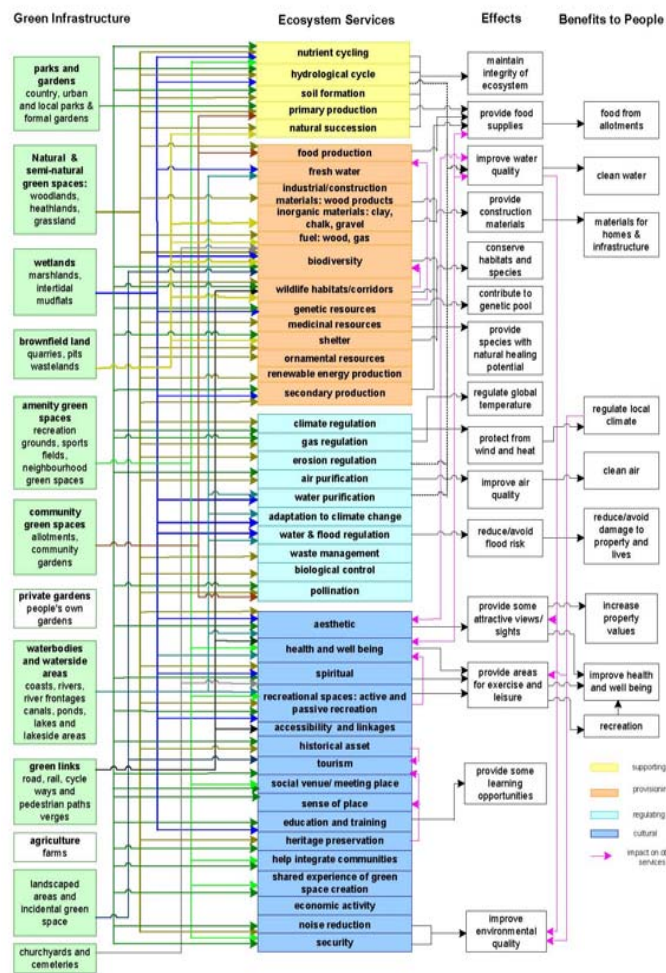 Green Infrastructure
Ecosystem Services
Effects
Benefits to People
parks and
gardens
country, urban
and local parks &
formal gardens
Natural &
semi-natural
green spaces:
woodlands,
heathlands,
grassland
wetlands
marshlands,
intertidal
mudflats
brownfield land
quarries, pits
wastelands
amenity green
spaces
recreation
grounds, sports
fields,
neighbourhood
green spaces
community
green spaces
allotments,
community
gardens
private gardens
people's own
gardens
waterbodies
and waterside
areas
coasts, rivers,
river frontages
canals, ponds,
lakes and
lakeside areas
green links
road, rail, cycle
ways and
pedestrian paths
verges
agriculture
farms
landscaped
areas and
incidental green
space
churchyards and
cemeteries
nutrient cycling
hydrological cycle
soil formation
primary production
natural succession
food production
fresh water
industrial/construction
materials: wood products
inorganic materials: clay,
chalk, gravel
fuel: wood, gas
biodiversity
wildlife habitats/corridors
genetic resources
medicinal resources
shelter
ornamental resources
renewable energy production
secondary production
climate regulation
gas regulation
erosion regulation
air purification
water purification
adaptation to climate change
water & flood regulation
waste management
biological control
pollination
aesthetic
health and well being
spiritual
recreational spaces: active and
passive recreation
accessibility and linkages
historical asset
tourism
social venue/ meeting place
sense of place
education and training
heritage preservation
help integrate communities
shared experience of green
space creation
economic activity
noise reduction
security
maintain
integrity of
ecosystem
provide food
supplies
improve water
quality
provide
construction
materials
conserve
habitats and
species
contribute to
genetic pool
provide
species with
natural healing
potential
regulate global
temperature
protect from
wind and heat
improve air
quality
reduce/avoid
flood risk
provide some
attractive views/
sights
provide areas
for exercise and
leisure
provide some
learning
opportunities
improve
environmental
quality
food from
allotments
clean water
materials for
homes &
infrastructure
regulate local
climate
clean air
reduce/avoid
damage to
property and
lives
increase
property
values
improve health
and well being
recreation
supporting
provisionin
regulating
cultural
impact on
services